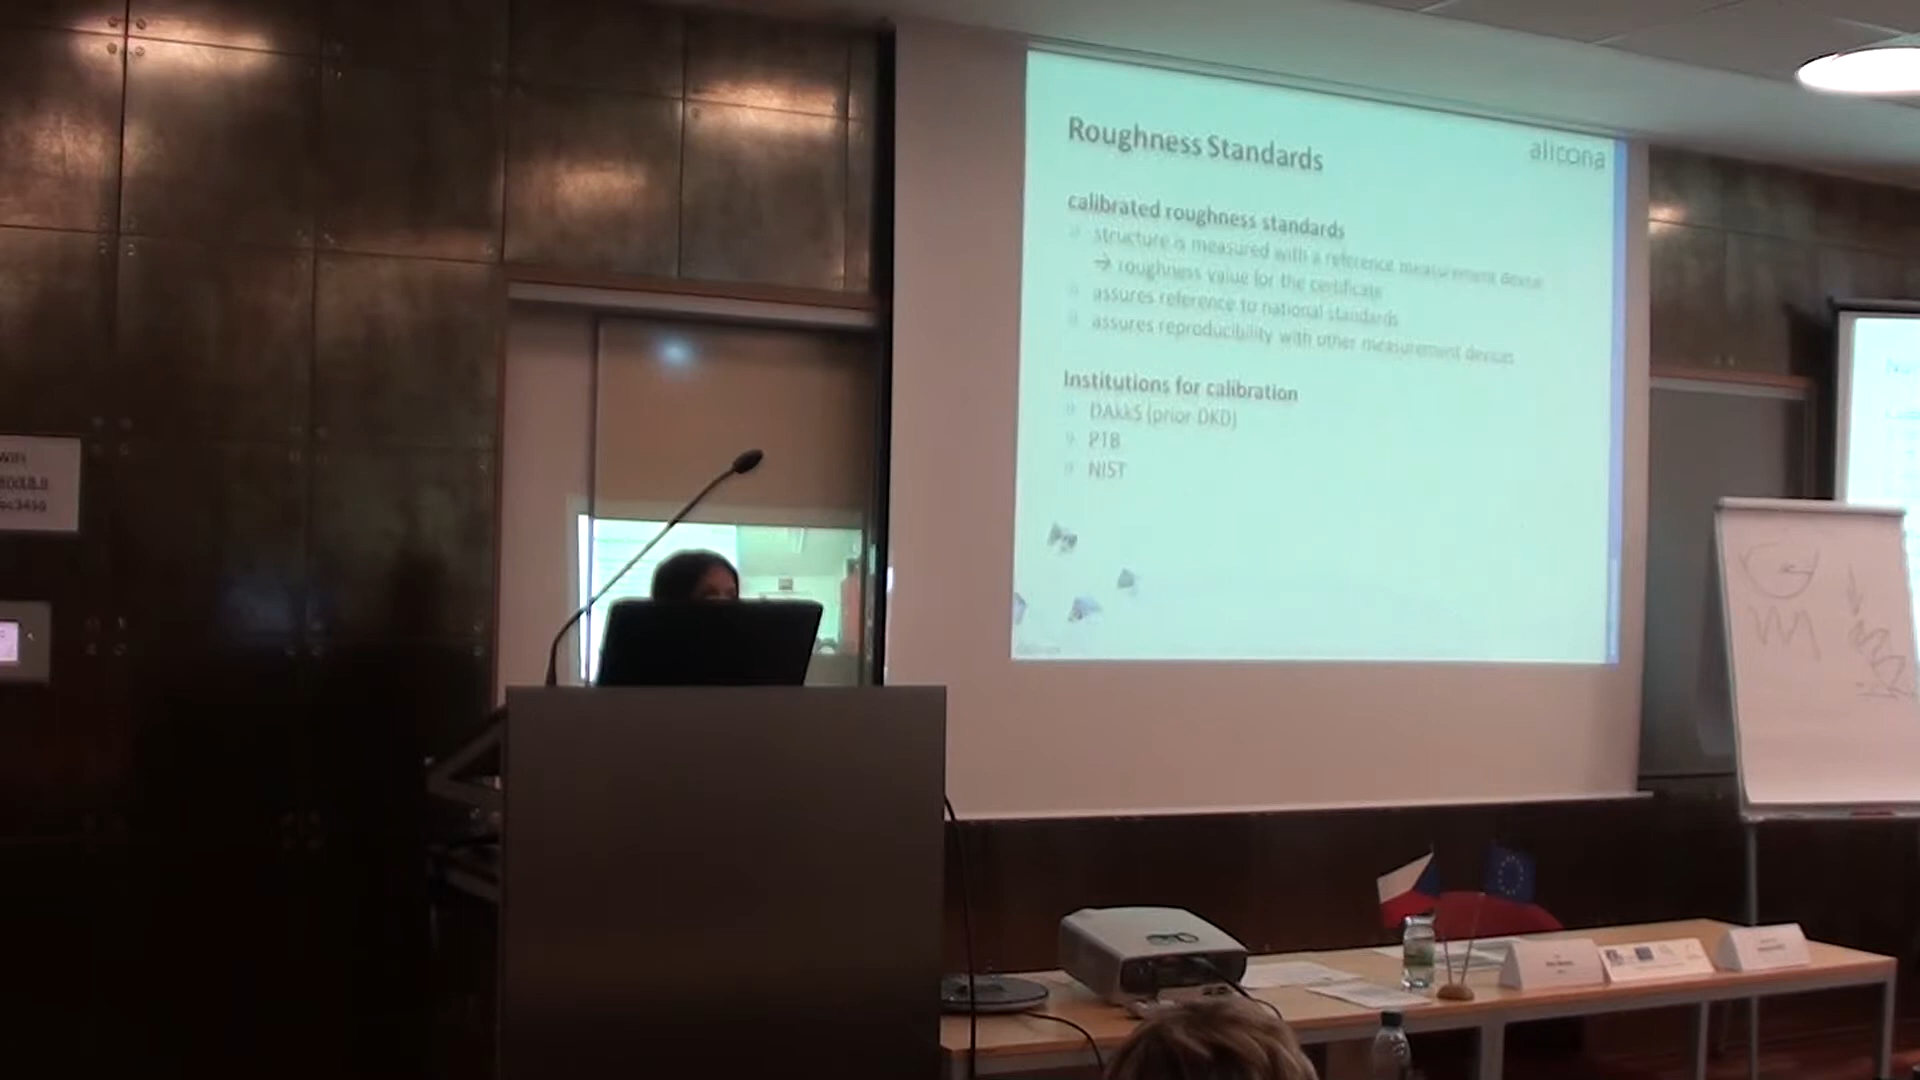 Roughness Standards
alicona
calibrated roughness standards
structure is measured with a reference measurement device
→ roughness value for the certificate
assures reference to national standards
assures reproducibility with other measurement devices
Institutions for calibration
DAkkS (prior DKD)
PTB
NIST
WIFI